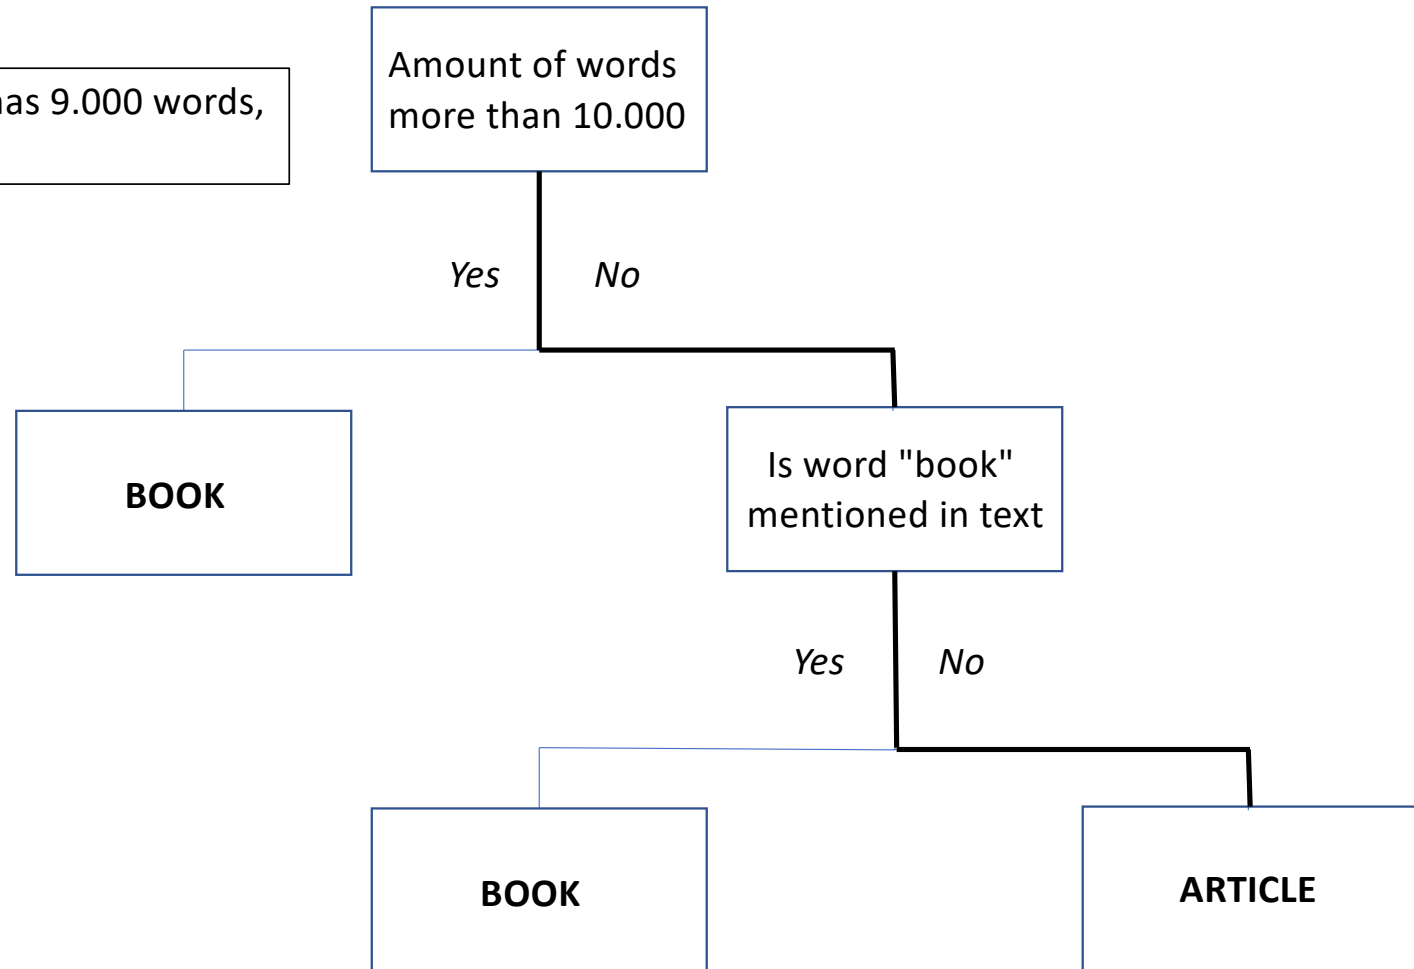 Amount of words
more than 10.000
has 9.000 words,
Yes No
BOOK
Is word "book"
mentioned in text
Yes No
BOOK
ARTICLE